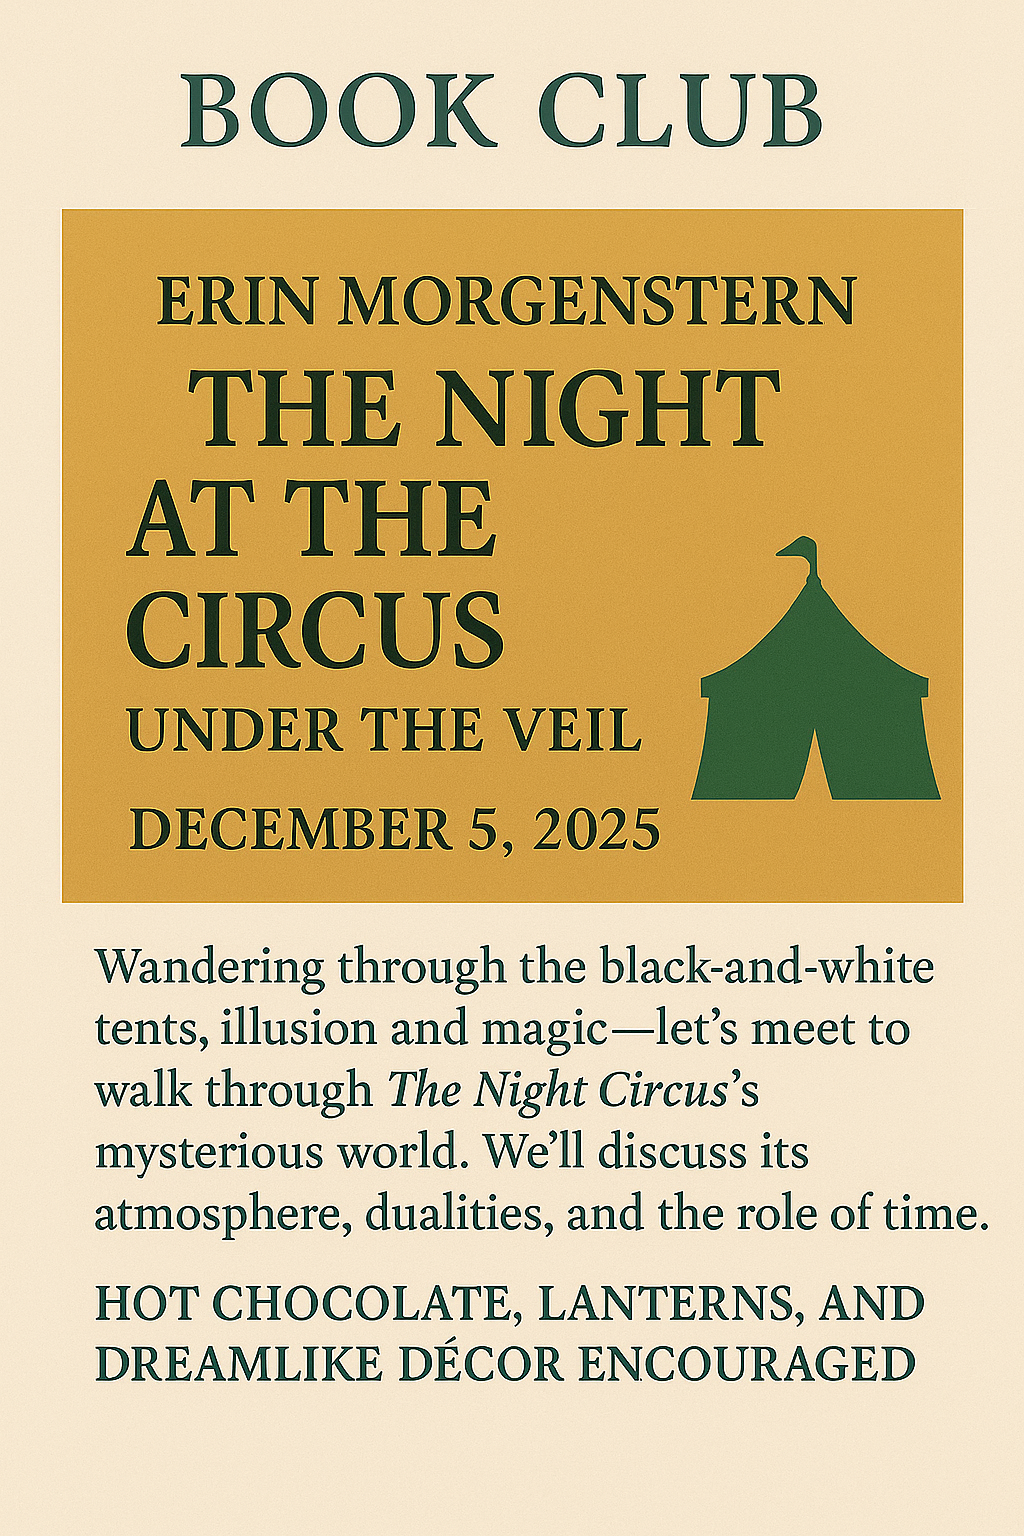 BOOK CLUB
ERIN MORGENSTERN
THE NIGHT
AT THE
CIRCUS
UNDER THE VEIL
DECEMBER 5, 2025
Wandering through the black-and-white
tents, illusion and magic—let’s meet to
walk through The Night Circus’s
mysterious world. We’ll discuss its
atmosphere, dualities, and the role of time.
HOT CHOCOLATE, LANTERNS, AND
DREAMLIKE DÉCOR ENCOURAGED